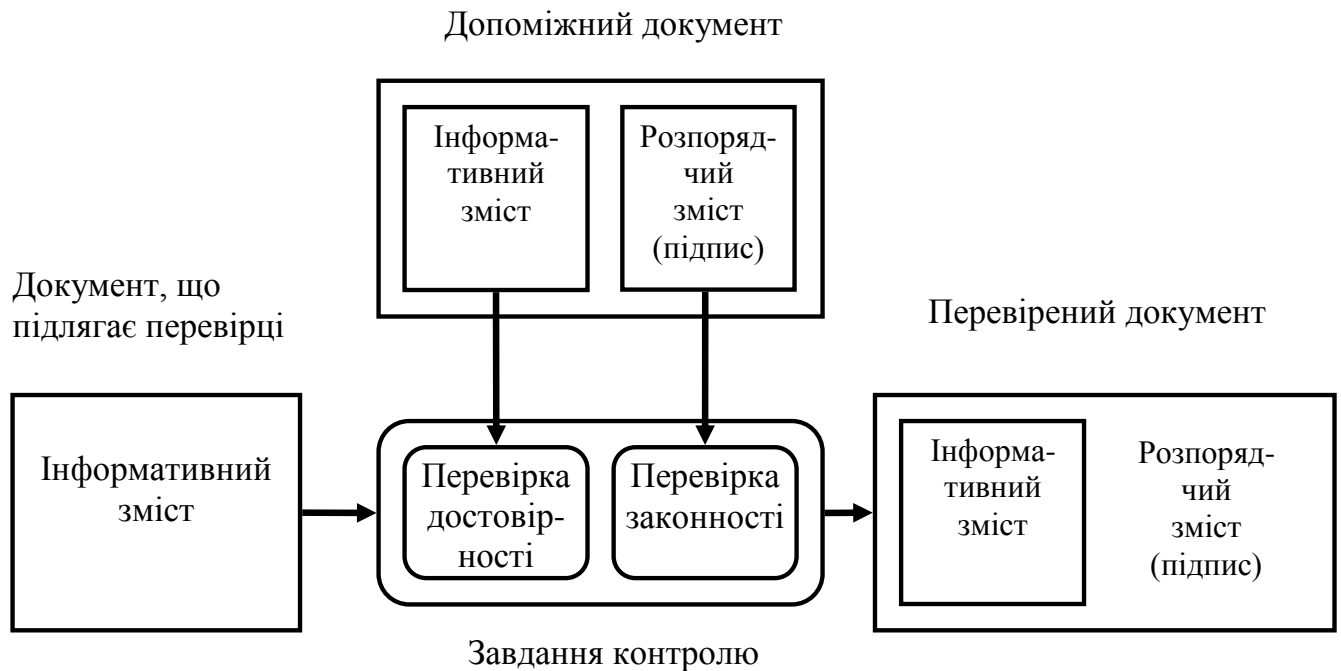 Допоміжний документ
Інформа-
тивний
зміст
Розпоряд-
чий
зміст
(підпис)
Документ, що
підлягає перевірці
Перевірений документ
Інформативний
зміст
Перевірка
достовір-
ності
Перевірка
законності
Інформа-
тивний
зміст
Розпоряд-
чий
зміст
(підпис)
Завдання контролю